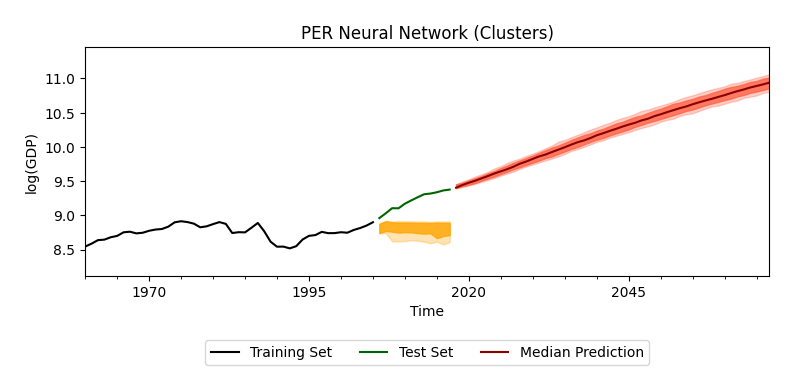 PER Neural Network (Clusters)
11.0
10.5
10.0
9.5
9.0
8.5
log(GDP)
1970 1995 2020 2045
Time
Training Set Test Set Median Prediction